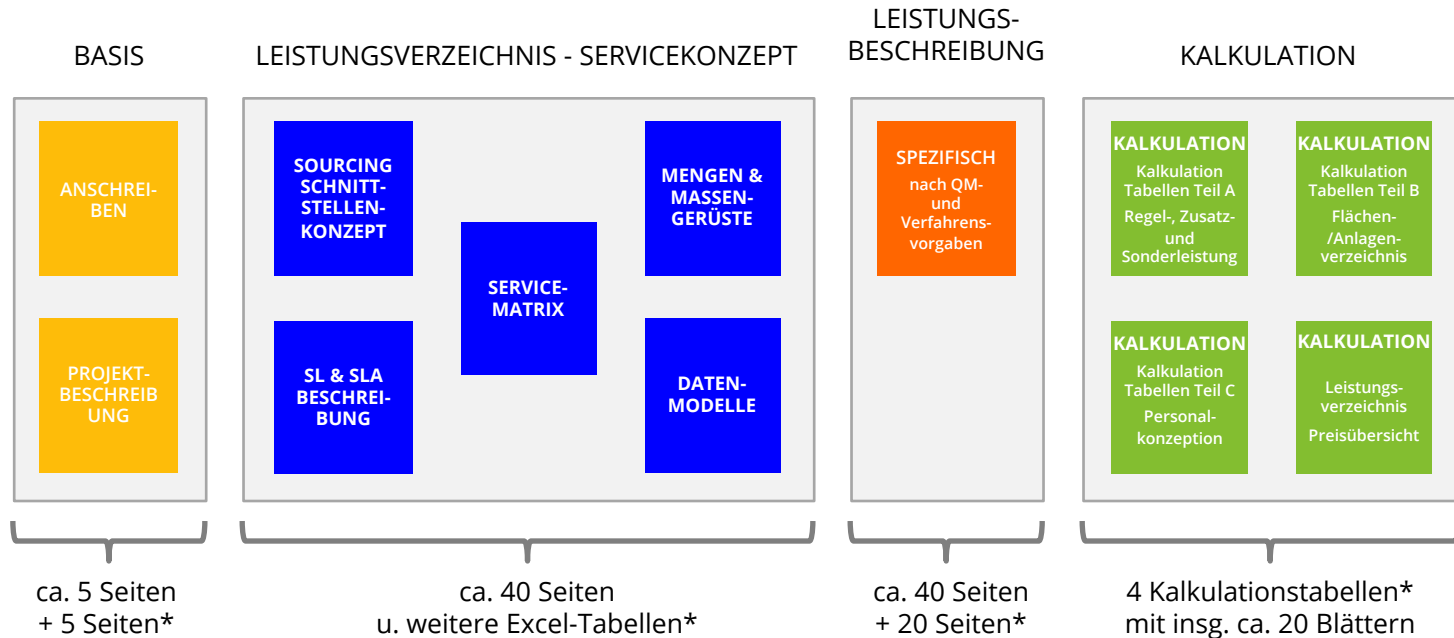 BASIS
ANSCHREI-
BEN
PROJEKT-
BESCHREIB
UNG
ca. 5 Seiten
+ 5 Seiten*
LEISTUNGSVERZEICHNIS - SERVICEKONZEPT
SOURCING
SCHNITT-
STELLEN-
KONZEPT
MENGEN &
MASSEN-
GERÜSTE
SERVICE-
MATRIX
SL & SLA
BESCHREI-
BUNG
DATEN-
MODELLE
ca. 40 Seiten
u. weitere Excel-Tabellen*
LEISTUNGS-
BESCHREIBUNG
SPEZIFISCH
nach QM-
und
Verfahrens-
vorgaben
ca. 40 Seiten
+ 20 Seiten*
KALKULATION
KALKULATION
Kalkulation
Tabellen Teil A
Regel-, Zusatz-
und
Sonderleistung
KALKULATION
Kalkulation
Tabellen Teil B
Flächen-
/Anlagen-
verzeichnis
KALKULATION
Kalkulation
Tabellen Teil C
Personal-
konzeption
KALKULATION
Leistungs-
verzeichnis
Preisübersicht
4 Kalkulationstabellen*
mit insg. ca. 20 Blättern